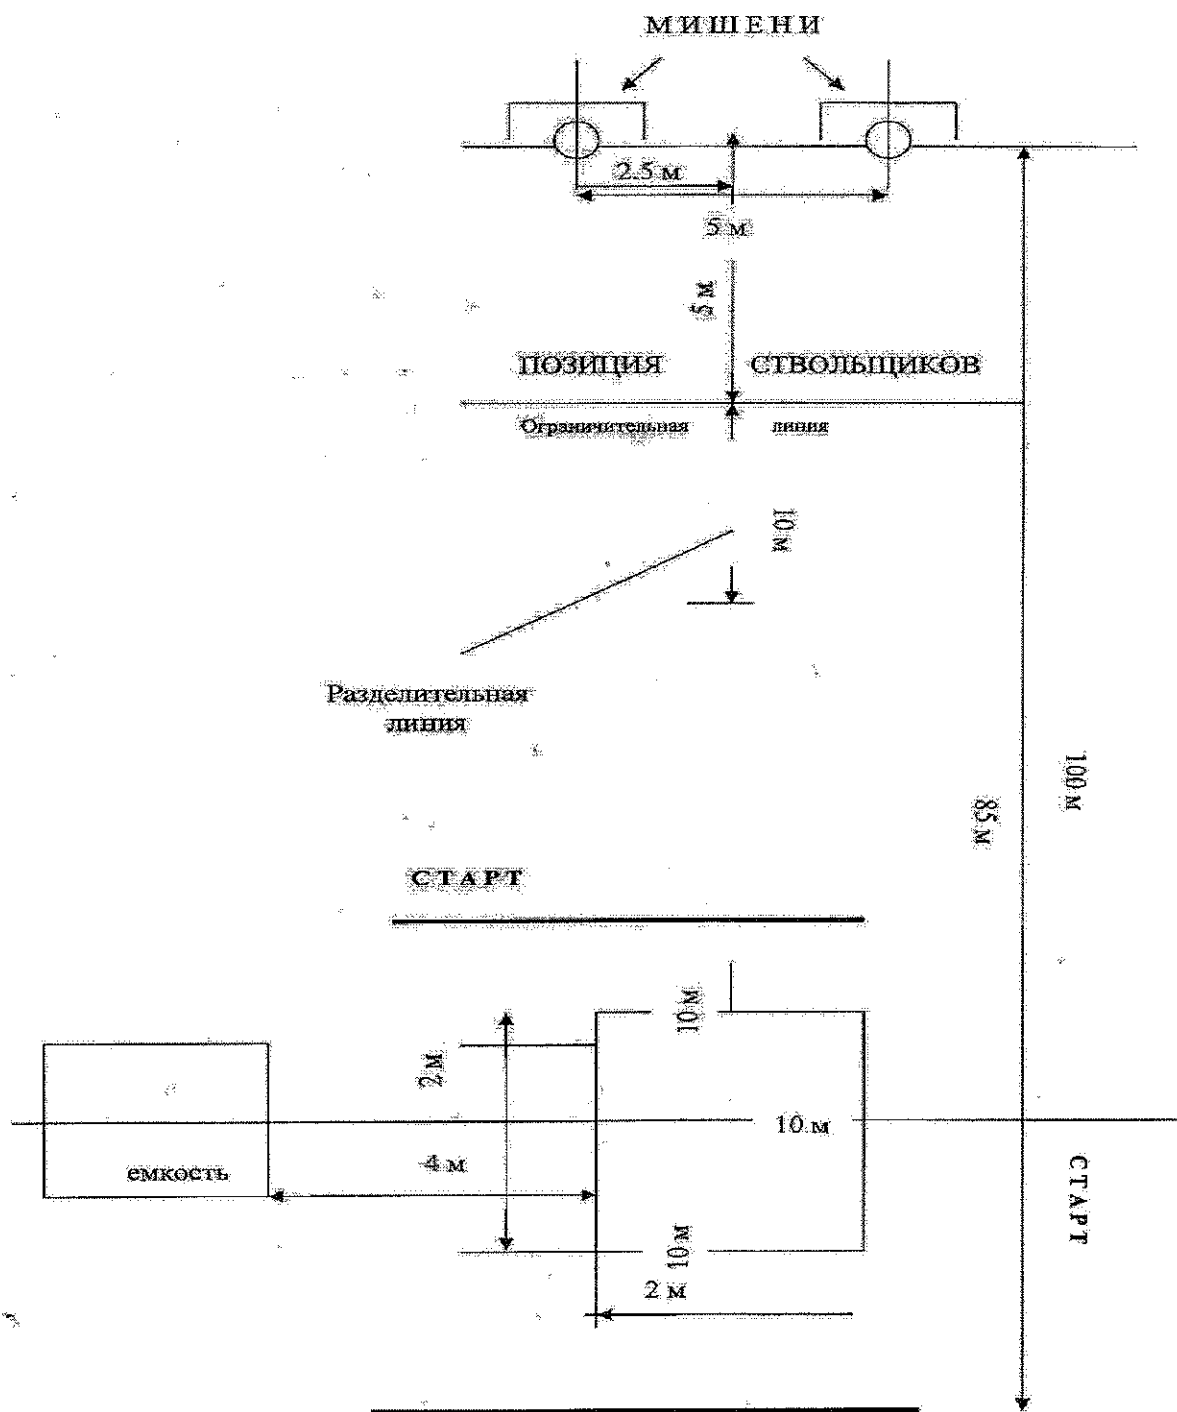 МИШЕНИ
2.5 м
5 м
5 м
ПОЗИЦИЯ СТВОЛЬЩИКОВ
Ограничительная линия
10 м
Разделительная
линия
100 м
85 м
СТАРТ
10 м
2 м
10 м
4 м
емкость
СТАРТ
10 м
2 м